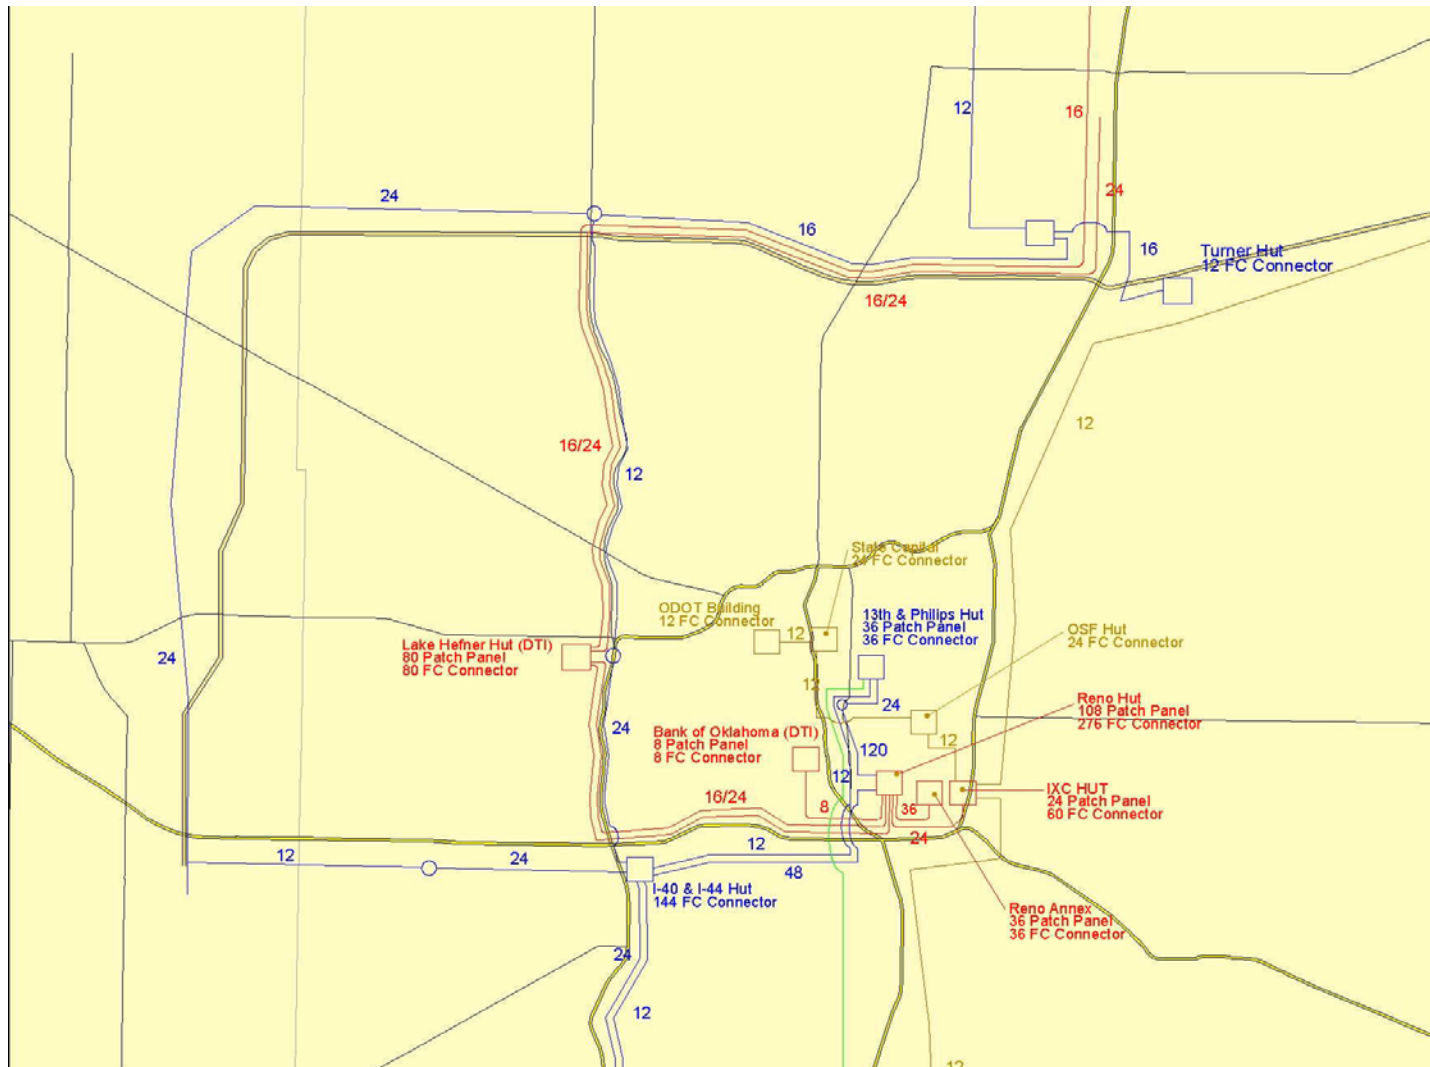 12
16
24
24
16
16
Turner Hut
12 FC Connector
16/24
12
16/24
12
State Capital
24 FC Connector
ODOT Building
12 FC Connector
13th & Philips Hut
36 Patch Panel
36 FC Connector
OSF Hut
24 FC Connector
12
Lake Hefner Hut (DTI)
80 Patch Panel
80 FC Connector
24
12
24
Reno Hut
108 Patch Panel
276 FC Connector
24
Bank of Oklahoma (DTI)
8 Patch Panel
8 FC Connector
120
12
12
IXC HUT
24 Patch Panel
60 FC Connector
16/24
8
36
24
12
24
12
48
I-40 & I-44 Hut
144 FC Connector
Reno Annex
36 Patch Panel
36 FC Connector
24
12
12